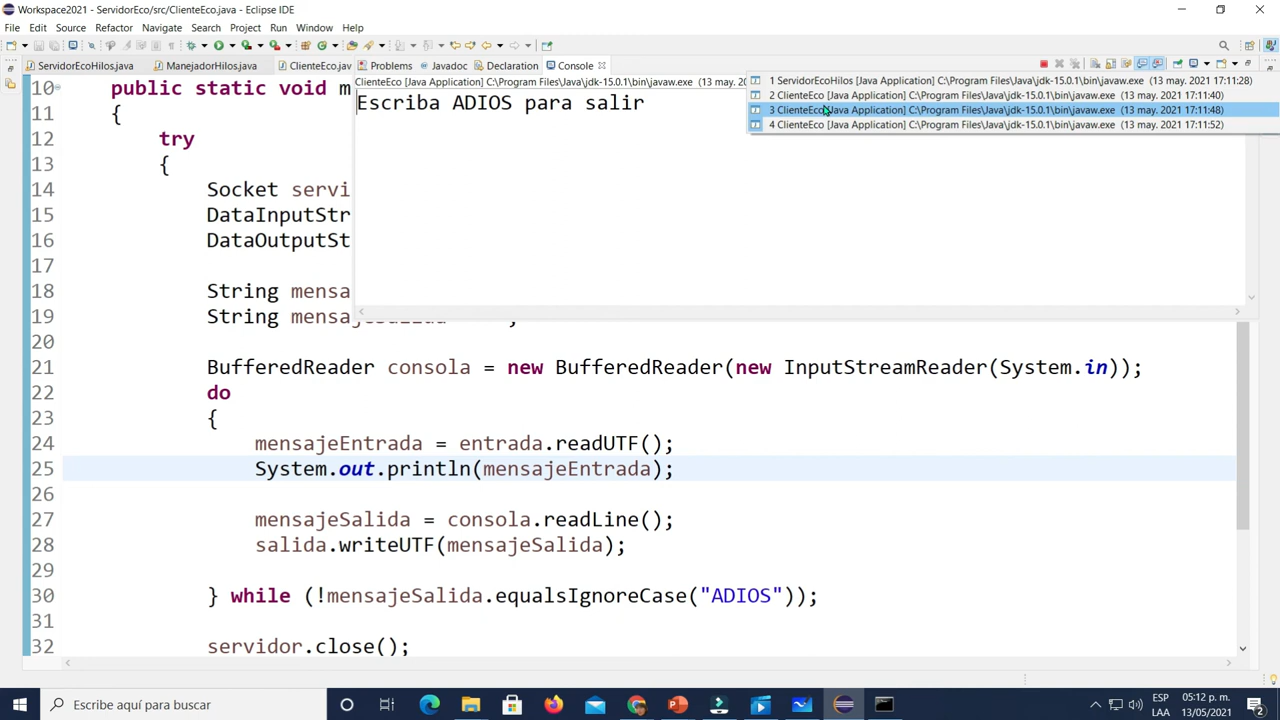 Workspace2021 - ServidorEco/src/ClienteEco.java - Eclipse IDE
File Edit Source Refactor Navigate Search Project Run Window Help
ServidorEcoHilos.java ManejadorHilos.java ClienteEco.jav Problems Javadoc Declaration Console
ClienteEco [Java Application] C:\Program Files\Java\jdk-15.0.1\bin\javaw.exe (13 may. 20
Escriba ADIOS para salir
1 ServidorEcoHilos [Java Application] C:\Program Files\Java\jdk-15.0.1\bin\javaw.exe (13 may. 2021 17:11:28)
2 ClienteEco [Java Application] C:\Program Files\Java\jdk-15.0.1\bin\javaw.exe (13 may. 2021 17:11:40)
3 ClienteEco [Java Application] C:\Program Files\Java\jdk-15.0.1\bin\javaw.exe (13 may. 2021 17:11:48)
4 ClienteEco [Java Application] C:\Program Files\Java\jdk-15.0.1\bin\javaw.exe (13 may. 2021 17:11:52)
10 public static void m
11 {
12 try
13 {
14 Socket servi
15 DataInputStr
16 DataOutputSt
17
18 String mensa
19 String mensa
20
21 BufferedReader consola = new BufferedReader(new InputStreamReader(System.in));
22 do
23 {
24 mensajeEntrada = entrada.readUTF();
25 System.out.println(mensajeEntrada);
26
27 mensajeSalida = consola.readLine();
28 salida.writeUTF(mensajeSalida);
29
30 } while (!mensajeSalida.equalsIgnoreCase("ADIOS"));
31
32 servidor.close();
Escribe aquí para buscar
ESP
LAA
05:12 p. m.
13/05/2021
2